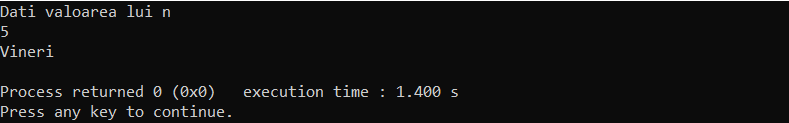 Dati valoarea lui n
5
Vineri
Process returned 0 (0x0)   execution time : 1.400 s
Press any key to continue.